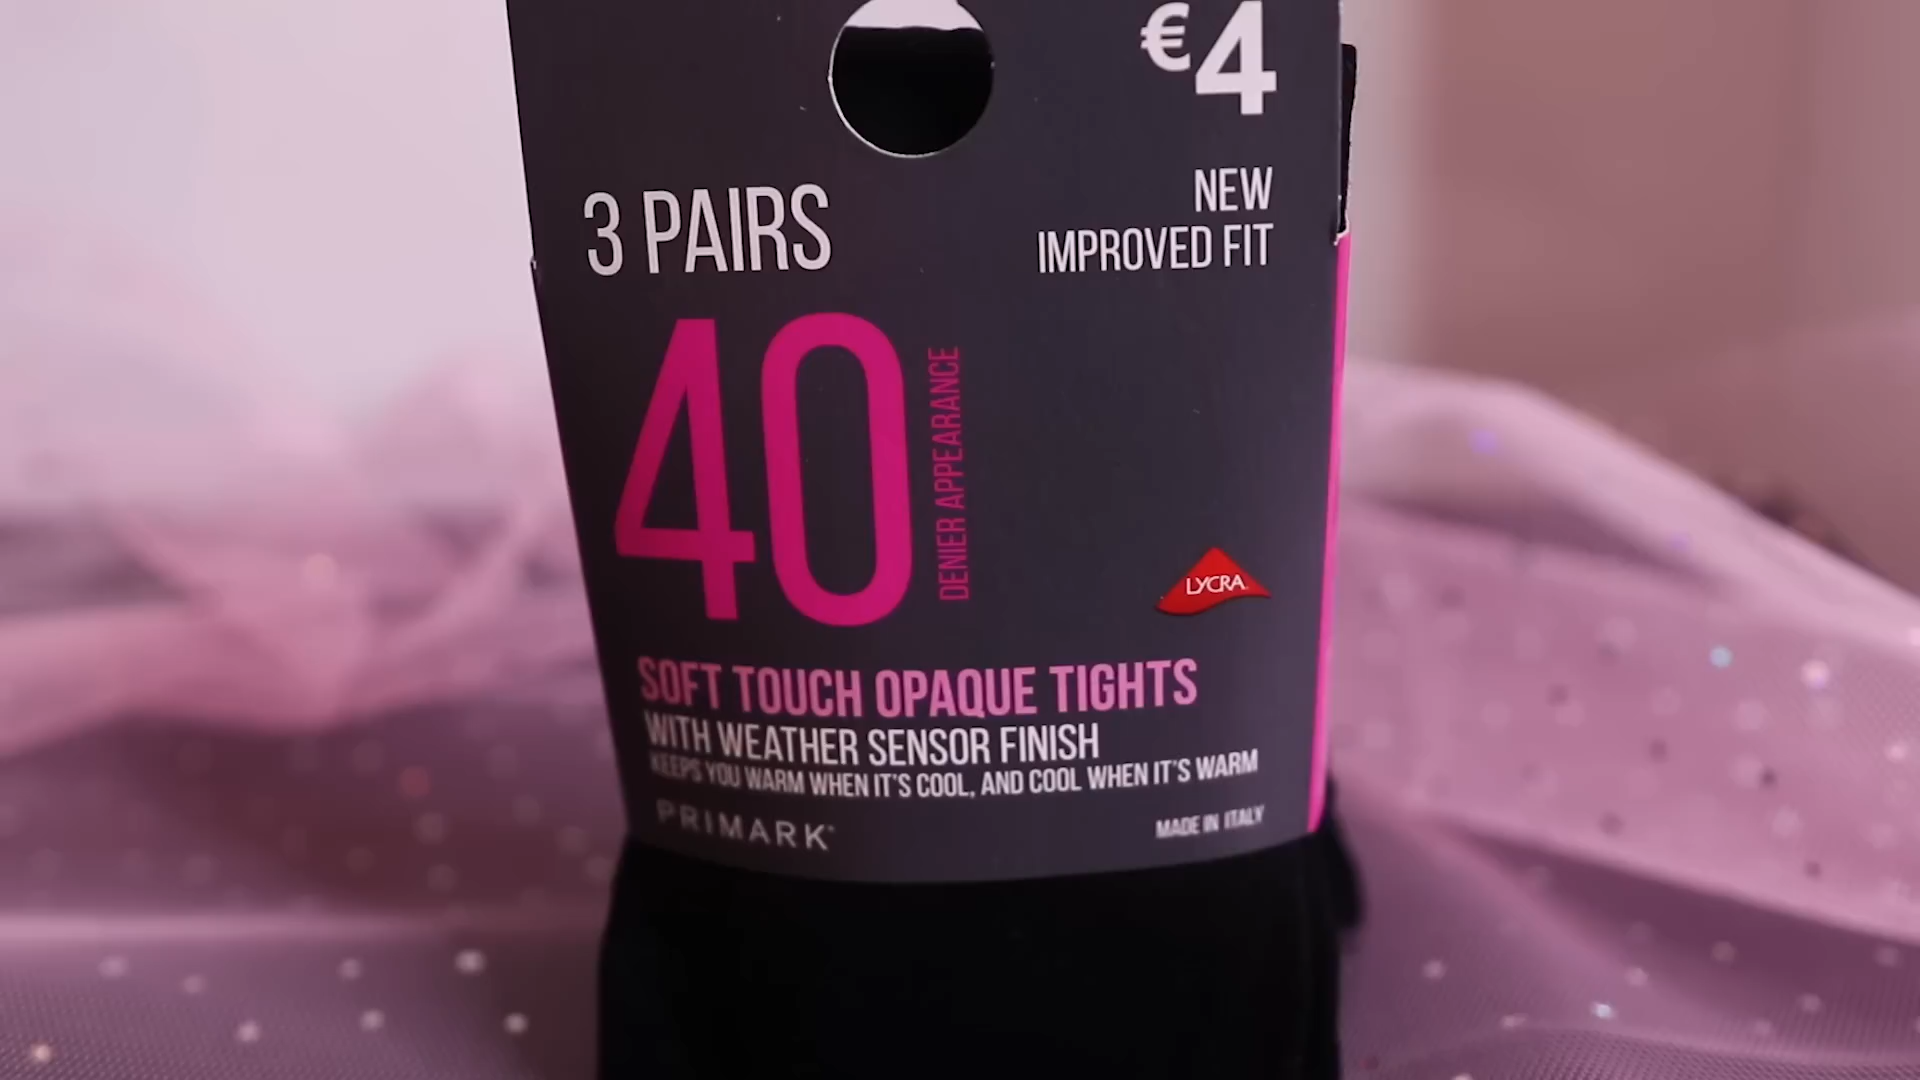 €4
3 PAIRS
NEW
IMPROVED FIT
40
DENIER APPEARANCE
LYCRA
SOFT TOUCH OPAQUE TIGHTS
WITH WEATHER SENSOR FINISH
KEEPS YOU WARM WHEN IT'S COOL, AND COOL WHEN IT'S WARM
PRIMARK®
MADE IN ITALY